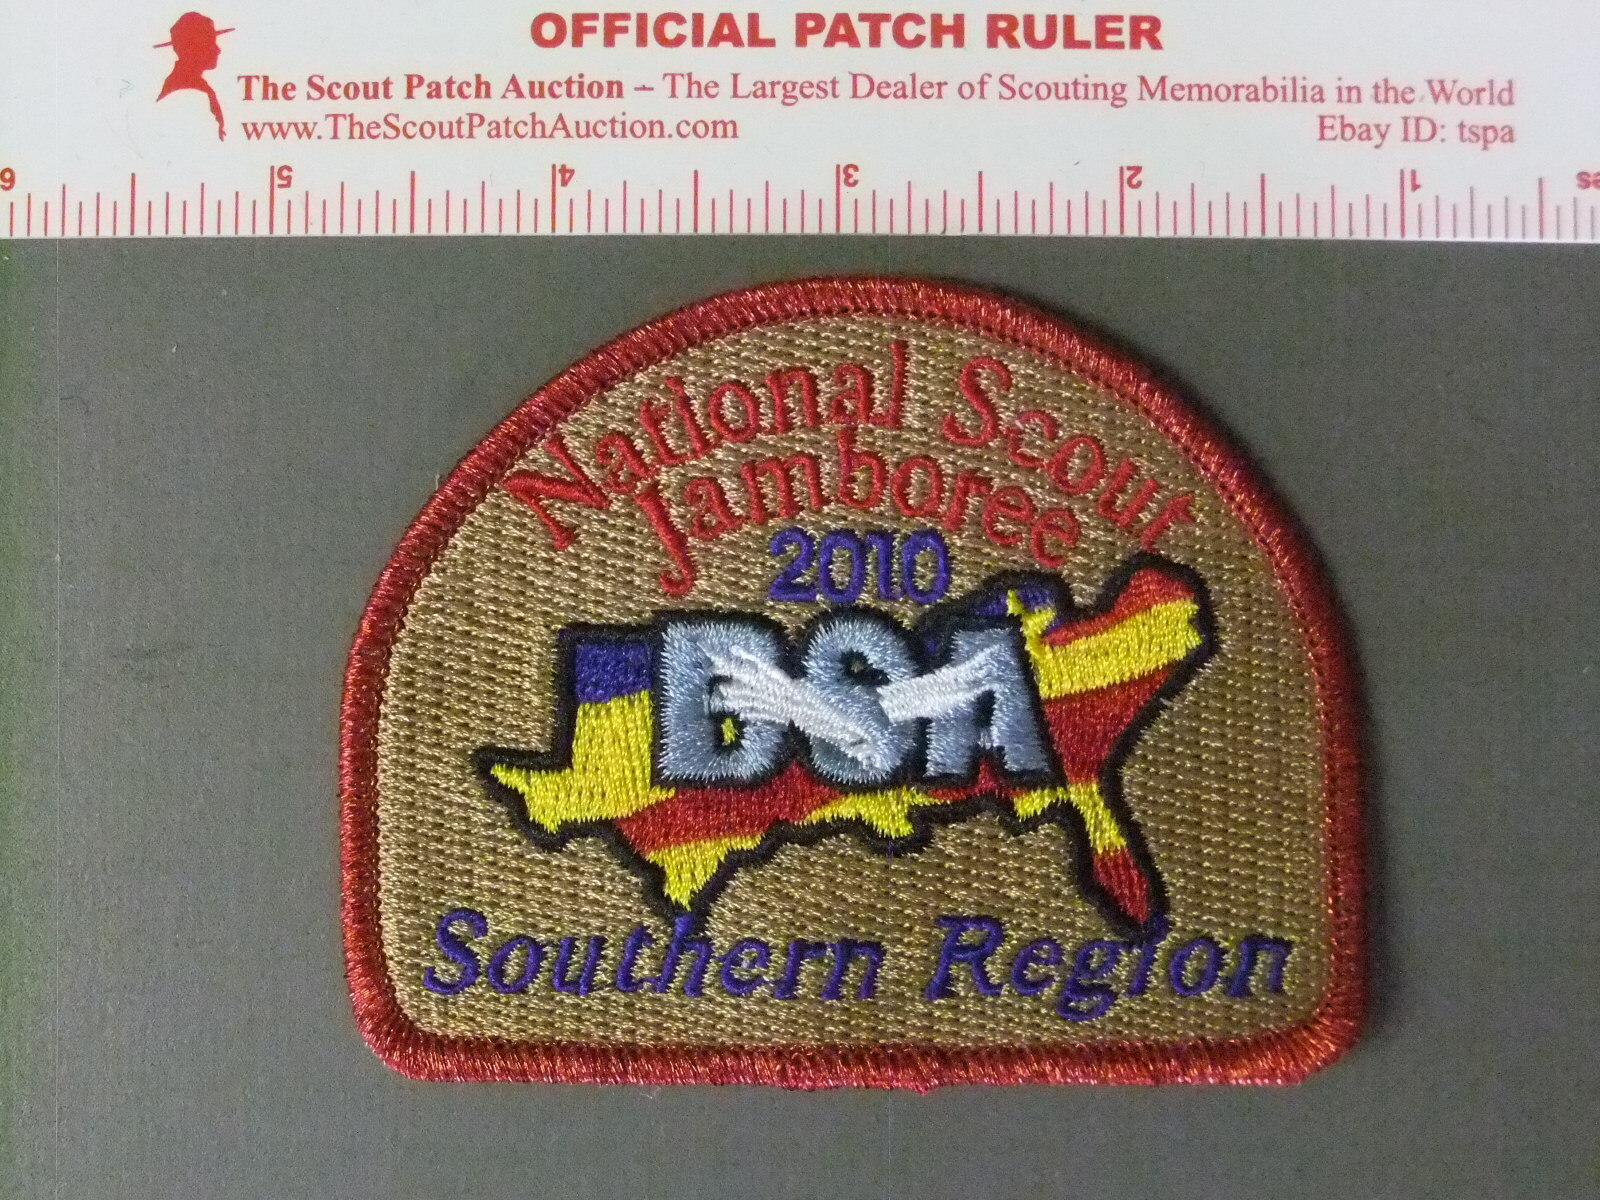 OFFICIAL PATCH RULER
The Scout Patch Auction – The Largest Dealer of Scouting Memorabilia in the World
www.TheScoutPatchAuction.com
Ebay ID: tspa
6 5 4 3 2 1
National Scout
Jamboree
2010
BSA
Southern Region